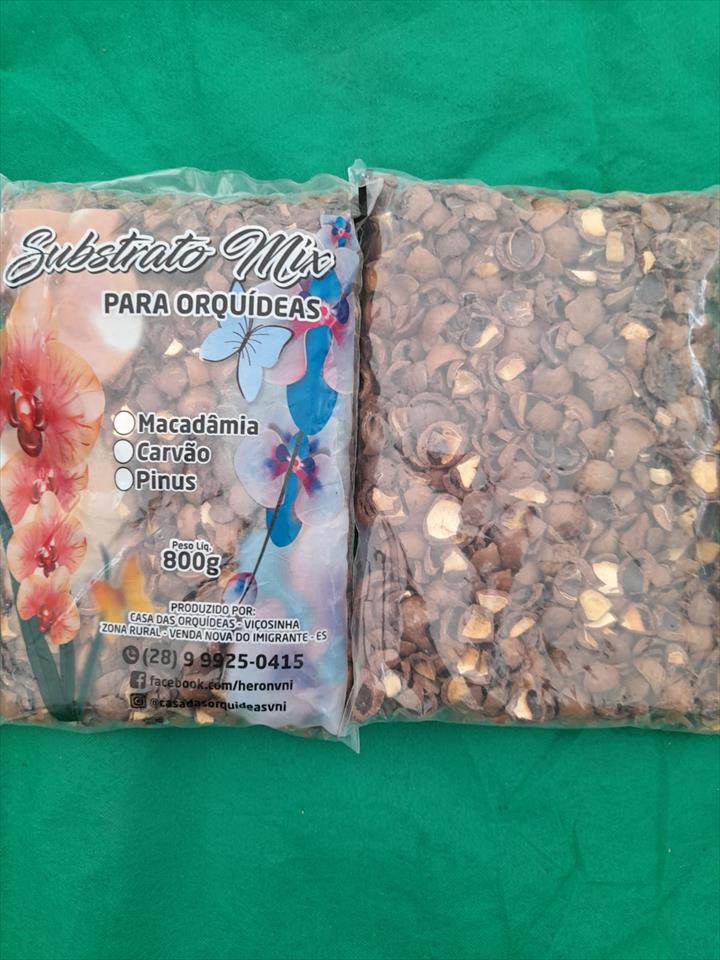 Substrato Mix
PARA ORQUÍDEAS
Macadâmia
Carvão
Pinus
Peso Liq.
800g
PRODUZIDO POR:
CASA DAS ORQUÍDEAS - VIÇOSINHA
ZONA RURAL - VENDA NOVA DO IMIGRANTE - ES
(28) 9 9925-0415
facebook.com/heronvni
@casadasorquideasvni